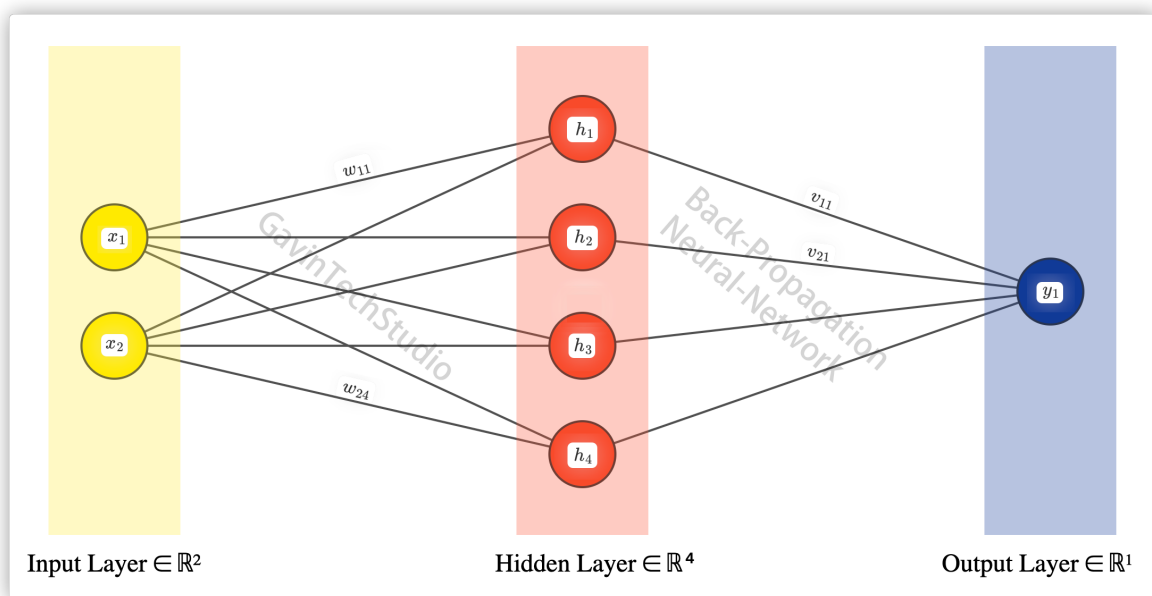 w₁₁
h₁
v₁₁
x₁
h₂
v₂₁
y₁
x₂
h₃
w₂₄
h₄
GavinTechStudio
Back-Propagation
Neural-Network
Input Layer ∈ ℝ²
Hidden Layer ∈ ℝ⁴
Output Layer ∈ ℝ¹